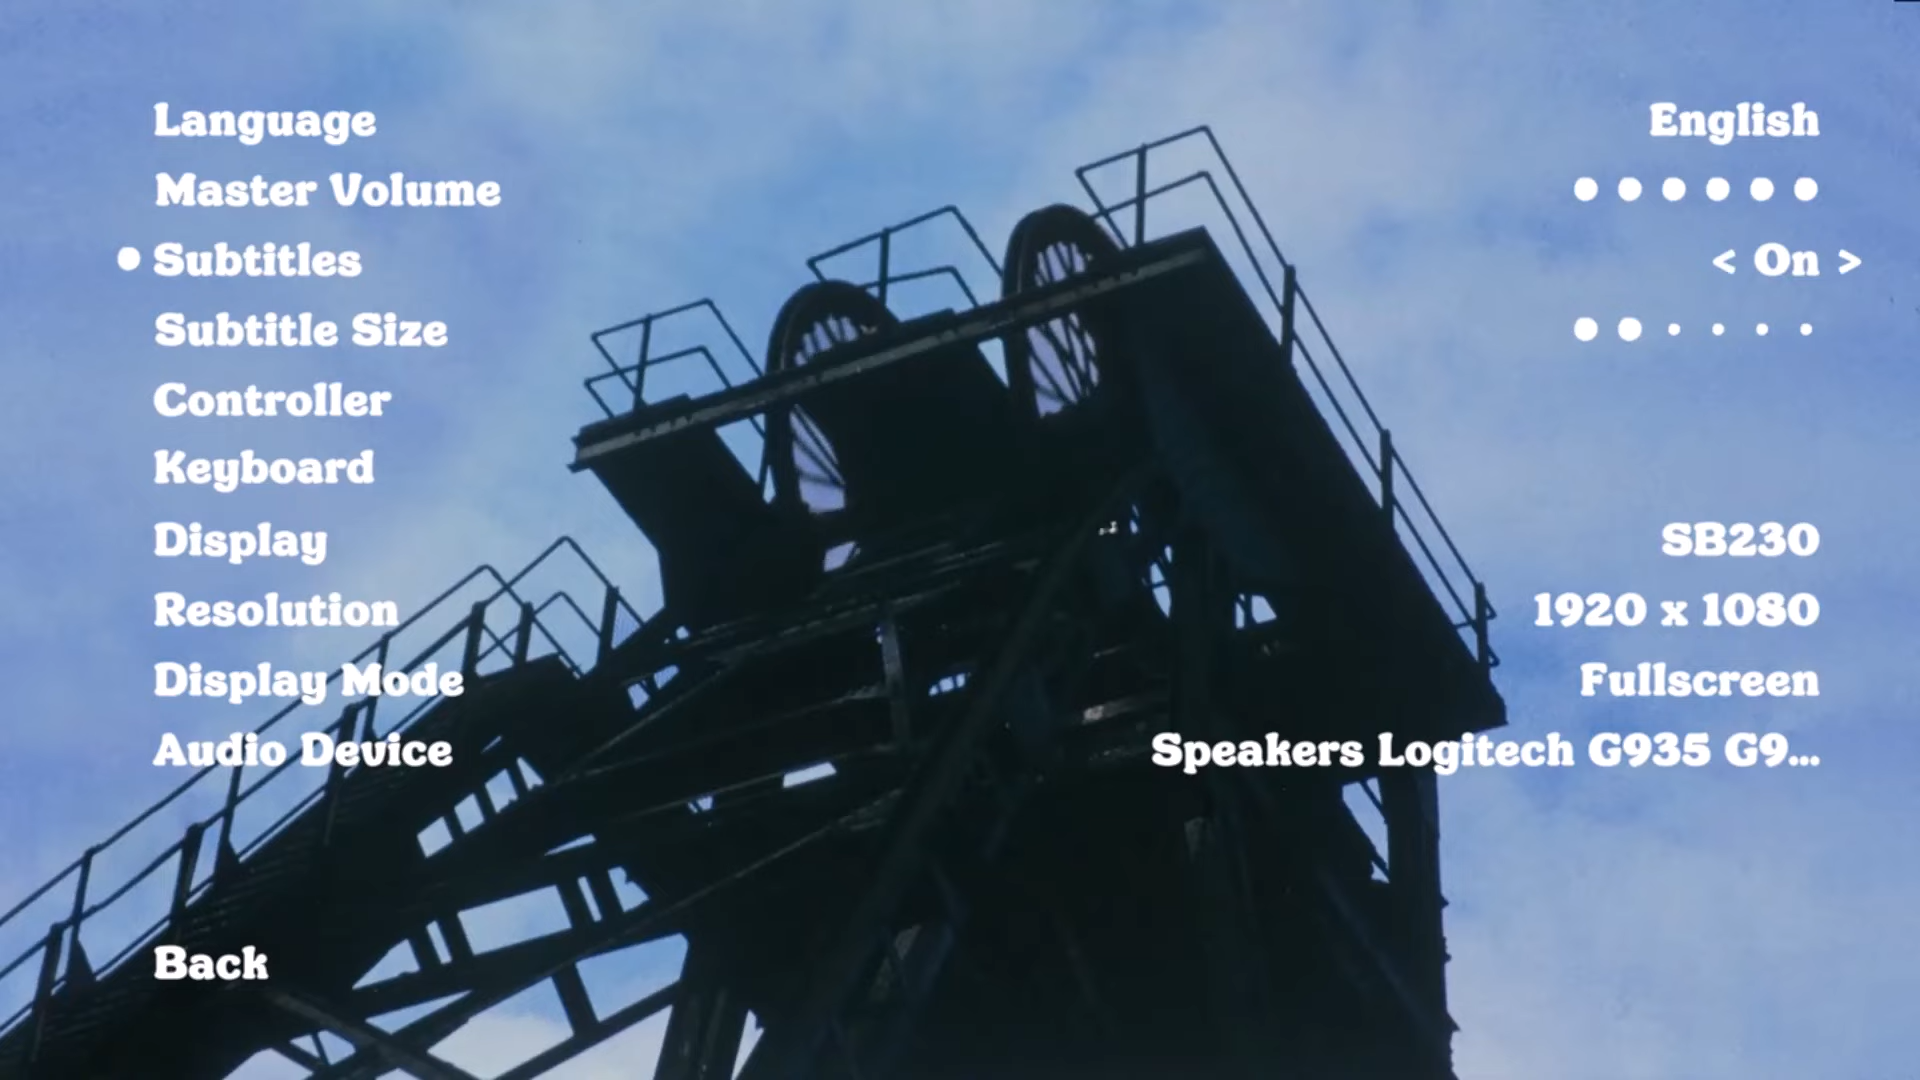 Language English
Master Volume
Subtitles < On >
Subtitle Size
Controller
Keyboard
Display SB230
Resolution 1920 x 1080
Display Mode Fullscreen
Audio Device Speakers Logitech G935 G9...
Back